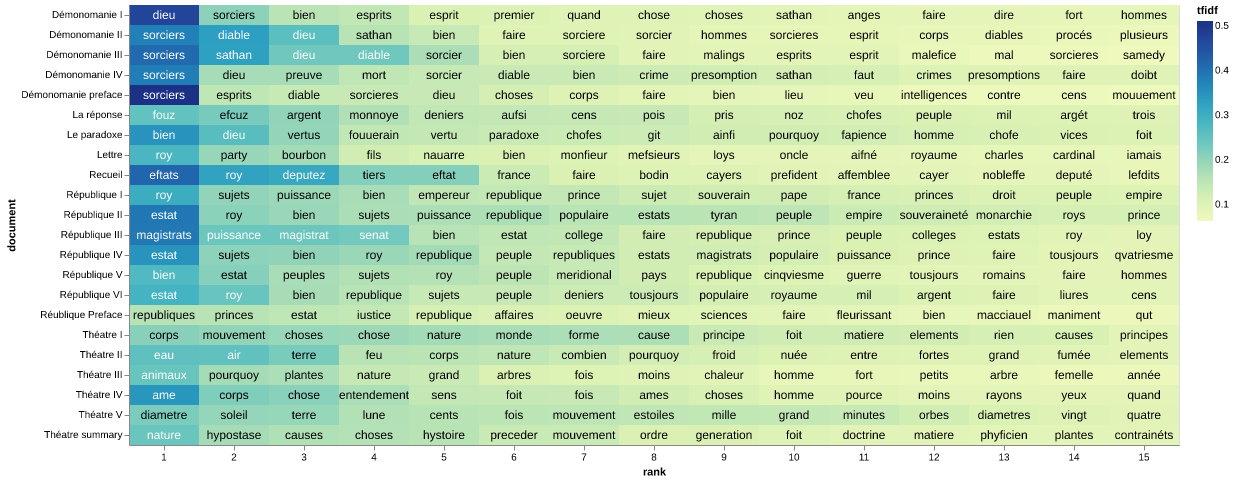 tfidf
Démonomanie I dieu sorciers bien esprits esprit premier quand chose choses sathan anges faire dire fort hommes
Démonomanie II sorciers diable dieu sathan bien faire sorciere sorcier hommes sorcieres esprit corps diables procés plusieurs
Démonomanie III sorciers sathan dieu diable sorcier bien sorciere faire malings esprits esprit malefice mal sorcieres samedy
Démonomanie IV sorciers dieu preuve mort sorcier diable bien crime presomption sathan faut crimes presomptions faire doibt
Démonomanie preface sorciers esprits diable sorcieres dieu choses corps faire bien lieu veu intelligences contre cens mouuement
La réponse fouz efcuz argent monnoye deniers aufsi cens pois pris noz chofes peuple mil argét trois
Le paradoxe bien dieu vertus fouuerain vertu paradoxe chofes git ainfi pourquoy fapience homme chofe vices foit
Lettre roy party bourbon fils nauarre bien monfieur mefsieurs loys oncle aifné royaume charles cardinal iamais
Recueil eftats roy deputez tiers eftat france faire bodin cayers prefident affemblee cayer nobleffe deputé lefdits
République I roy sujets puissance bien empereur republique prince sujet souverain pape france princes droit peuple empire
République II estat roy bien sujets puissance republique populaire estats tyran peuple empire souveraineté monarchie roys prince
République III magistrats puissance magistrat senat bien estat college faire republique prince peuple colleges estats roy loy
République IV estat sujets bien roy republique peuple republiques estats magistrats populaire puissance prince faire tousjours qvatriesme
République V bien estat peuples sujets roy peuple meridional pays republique cinqviesme guerre tousjours romains faire hommes
République VI estat roy bien republique sujets peuple deniers tousjours populaire royaume mil argent faire liures cens
Réublique Preface republiques princes estat iustice republique affaires oeuvre mieux sciences faire fleurissant bien macciauel maniment qut
Théatre I corps mouvement choses chose nature monde forme cause principe foit matiere elements rien causes principes
Théatre II eau air terre feu corps nature combien pourquoy froid nuée entre fortes grand fumée elements
Théatre III animaux pourquoy plantes nature grand arbres fois moins chaleur homme fort petits arbre femelle année
Théatre IV ame corps chose entendement sens foit fois ames choses homme pource moins rayons yeux quand
Théatre V diametre soleil terre lune cents fois mouvement estoiles mille grand minutes orbes diametres vingt quatre
Théatre summary nature hypostase causes choses hystoire preceder mouvement ordre generation foit doctrine matiere phyficien plantes contrainéts
1 2 3 4 5 6 7 8 9 10 11 12 13 14 15
rank
document
0.5
0.4
0.3
0.2
0.1